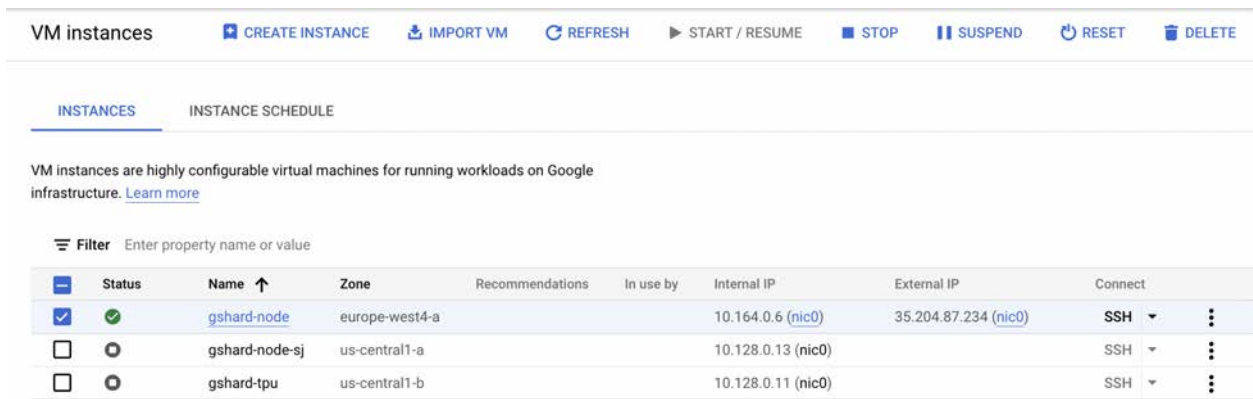 VM instances CREATE INSTANCE IMPORT VM REFRESH START / RESUME STOP SUSPEND RESET DELETE
INSTANCES INSTANCE SCHEDULE
VM instances are highly configurable virtual machines for running workloads on Google
infrastructure. Learn more
Filter Enter property name or value
Status Name Zone Recommendations In use by Internal IP External IP Connect
gshard-node europe-west4-a 10.164.0.6 (nic0) 35.204.87.234 (nic0) SSH
gshard-node-sj us-central1-a 10.128.0.13 (nic0) SSH
gshard-tpu us-central1-b 10.128.0.11 (nic0) SSH